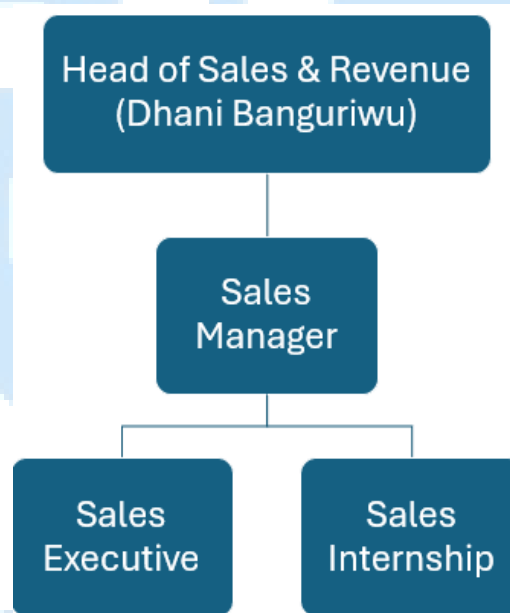 Head of Sales & Revenue
(Dhani Banguriwu)
Sales
Manager
Sales
Executive
Sales
Internship